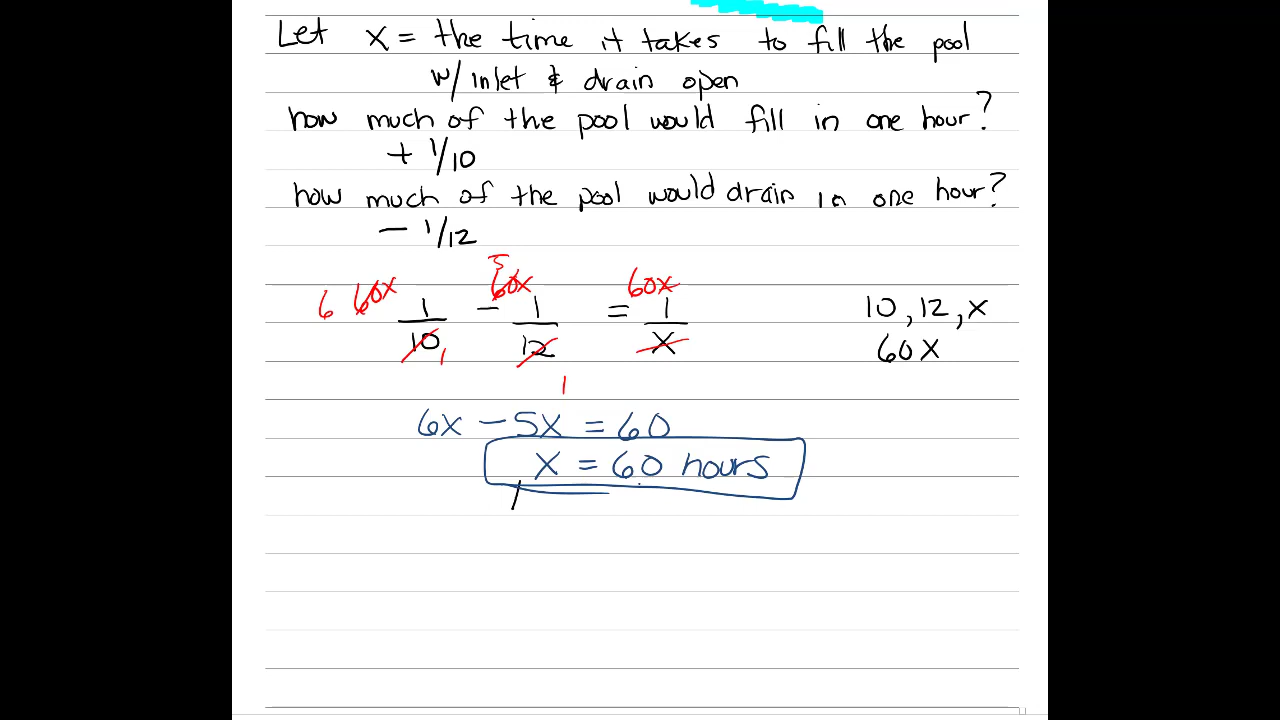 Let x = the time it takes to fill the pool
w/ inlet & drain open
how much of the pool would fill in one hour?
+ 1/10
how much of the pool would drain in one hour?
- 1/12
6 60x 5 60x 60x
1/10 1 - 1/12 1 = 1/x
10, 12, x
60x
6x - 5x = 60
x = 60 hours